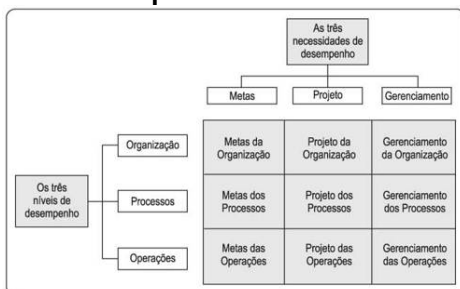 As três
necessidades de
desempenho
Metas
Projeto
Gerenciamento
Os três
níveis de
desempenho
Organização
Metas da
Organização
Projeto da
Organização
Gerenciamento
da Organização
Processos
Metas dos
Processos
Projeto dos
Processos
Gerenciamento
dos Processos
Operações
Metas das
Operações
Projeto das
Operações
Gerenciamento
das Operações